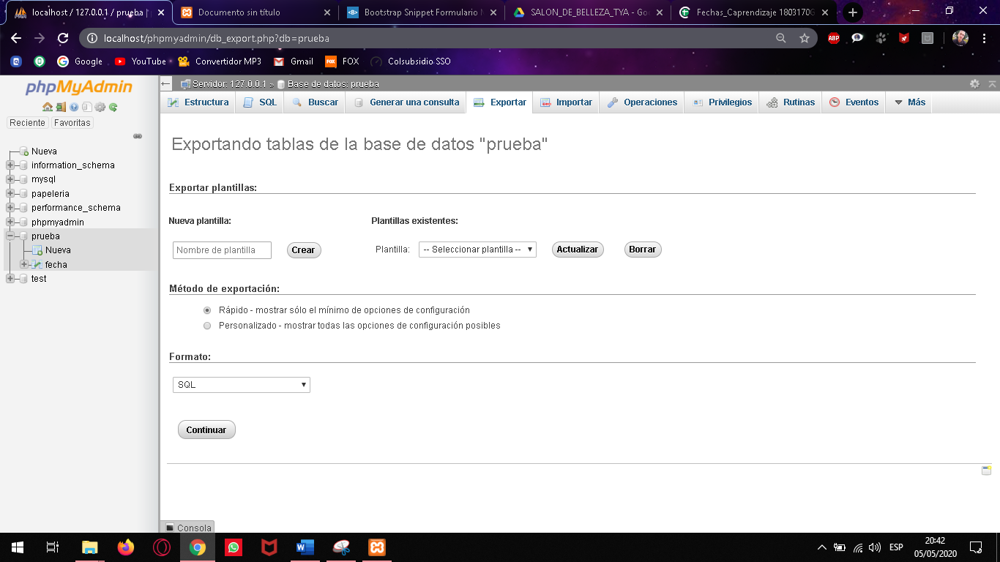 localhost / 127.0.0.1 / prueba |
Documento sin título
Bootstrap Snippet Formulario
SALON_DE_BELLEZA_TYA - Go
Fechas_Caprendizaje 1803170G
localhost/phpmyadmin/db_export.php?db=prueba
ABP
Google
YouTube
Convertidor MP3
Gmail
FOX
FOX
Colsubsidio SSO
phpMyAdmin
Reciente
Favoritas
Nueva
information_schema
mysql
papeleria
performance_schema
phpmyadmin
prueba
Nueva
fecha
test
Servidor: 127.0.0.1 » Base de datos: prueba
Estructura
SQL
Buscar
Generar una consulta
Exportar
Importar
Operaciones
Privilegios
Rutinas
Eventos
Más
Exportando tablas de la base de datos "prueba"
Exportar plantillas:
Nueva plantilla:
Plantillas existentes:
Nombre de plantilla
Crear
Plantilla:
-- Seleccionar plantilla --
Actualizar
Borrar
Método de exportación:
Rápido - mostrar sólo el mínimo de opciones de configuración
Personalizado - mostrar todas las opciones de configuración posibles
Formato:
SQL
Continuar
Consola
ESP
20:42
05/05/2020